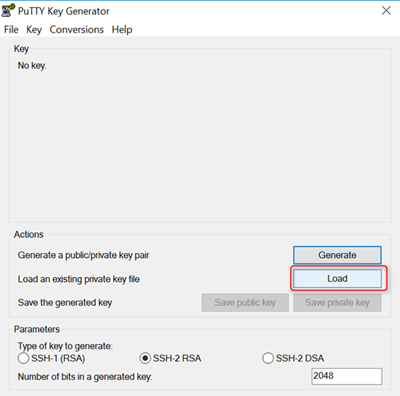 PuTTY Key Generator
File Key Conversions Help
Key
No key.
Actions
Generate a public/private key pair Generate
Load an existing private key file Load
Save the generated key Save public key Save private key
Parameters
Type of key to generate:
SSH-1 (RSA) SSH-2 RSA SSH-2 DSA
Number of bits in a generated key: 2048